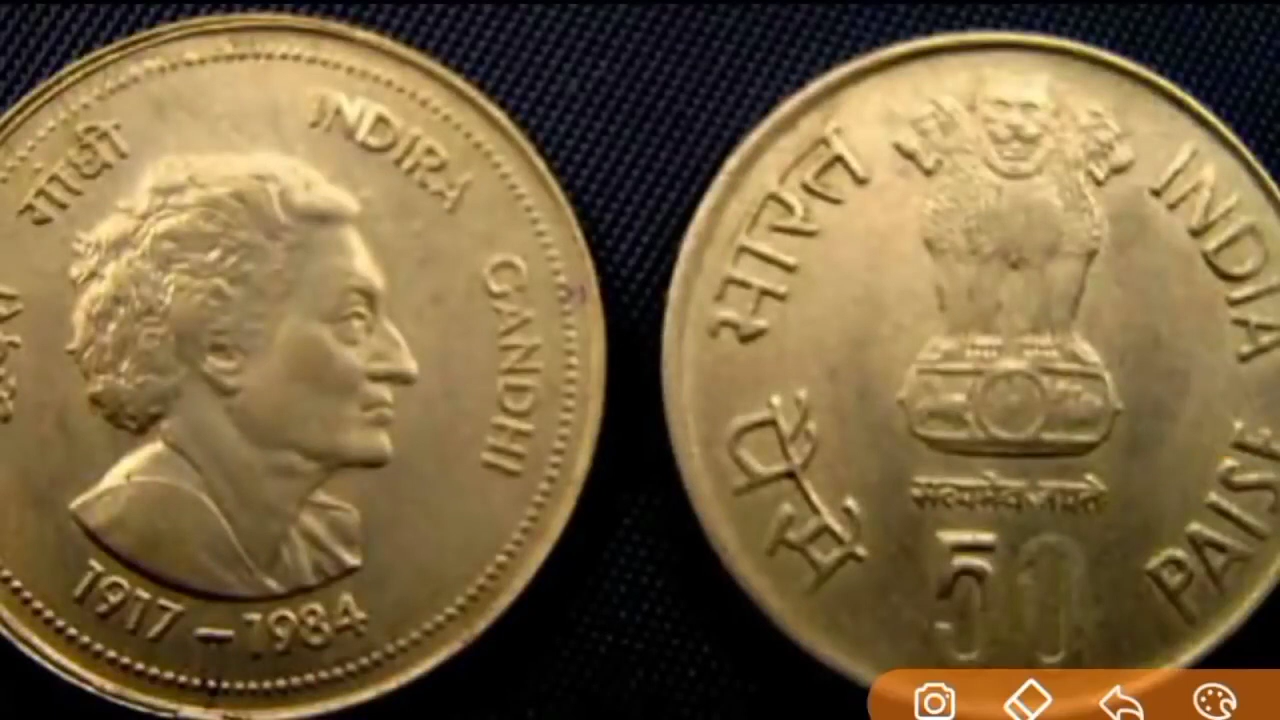 गांधी
INDIRA GANDHI
1917 – 1984
भारत
INDIA
पैसे
PAISE
सत्यमेव जयते
50